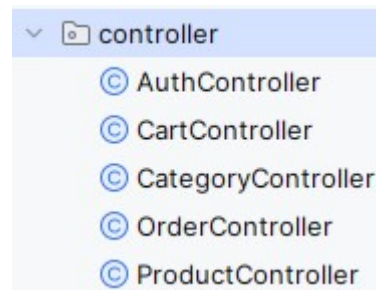 controller
AuthController
CartController
CategoryController
OrderController
ProductController